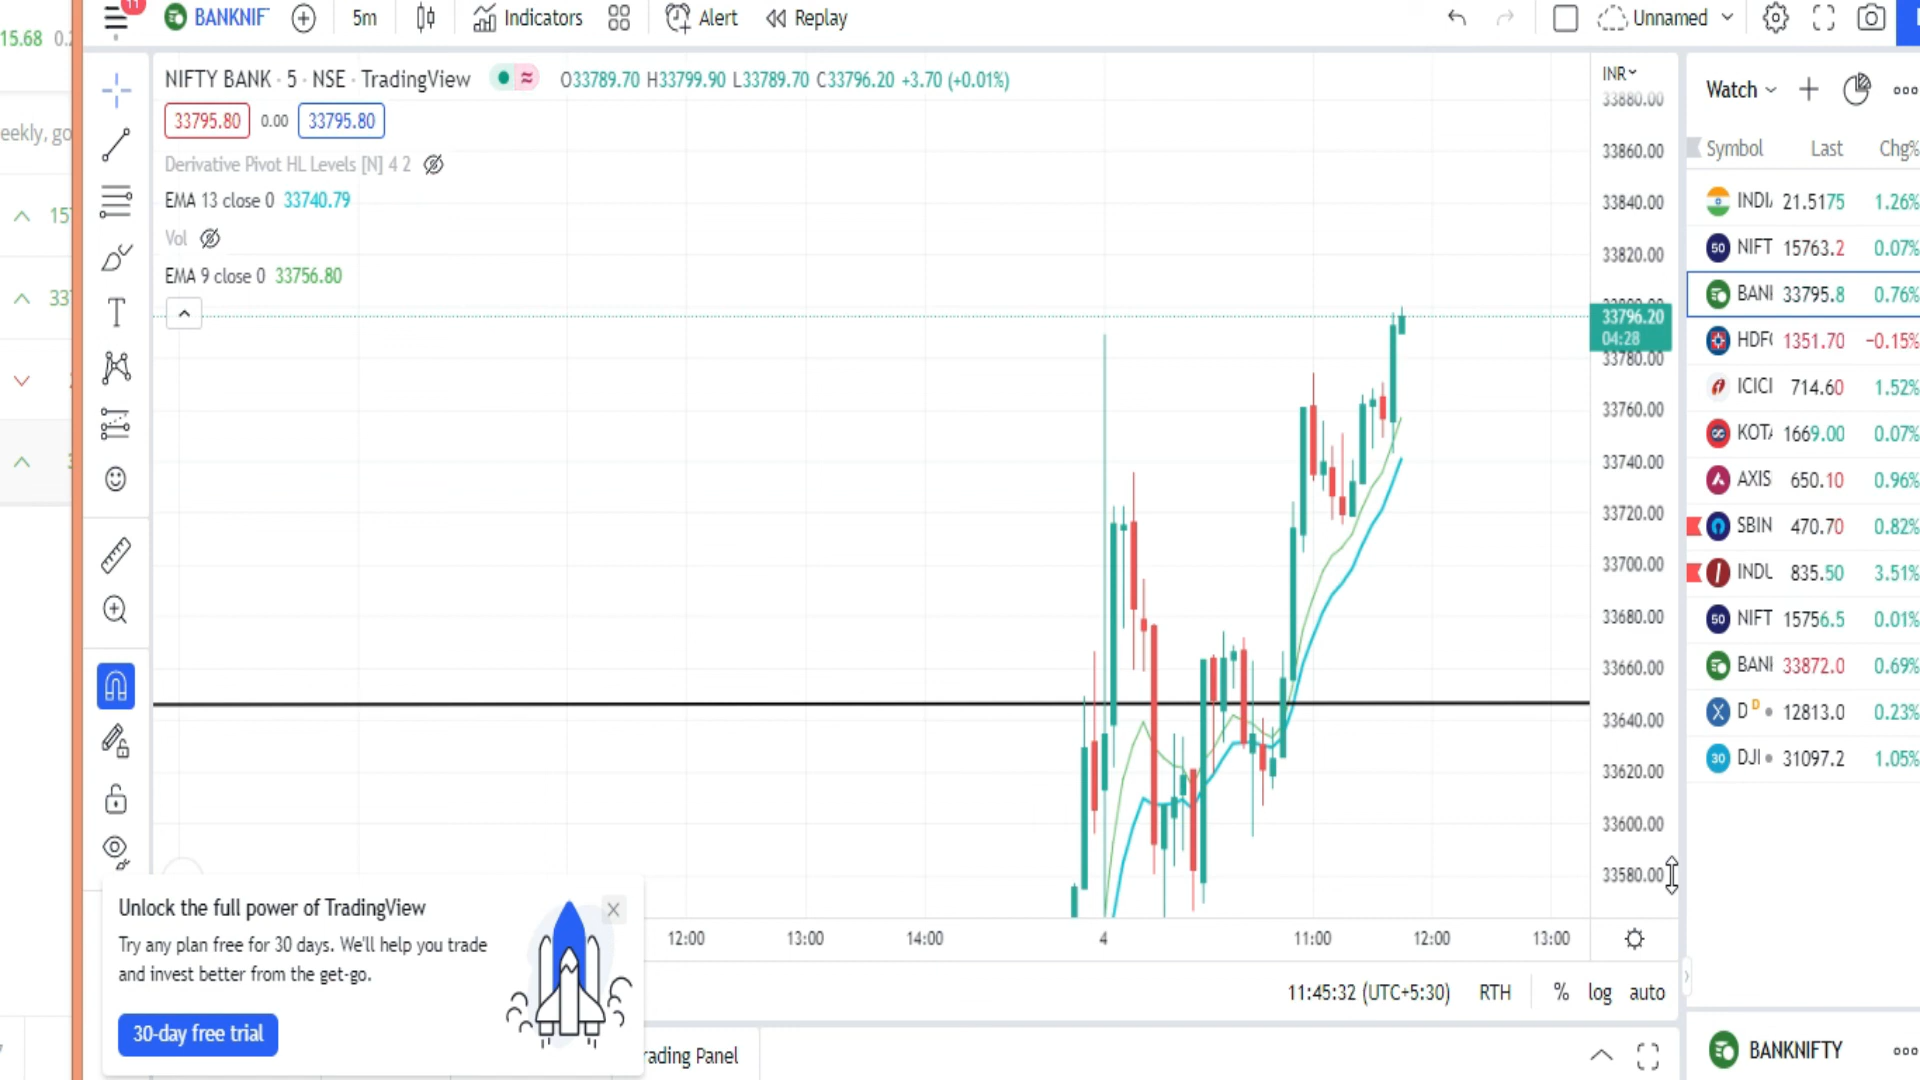 11
15.68 0.2
BANKNIF
5m
Indicators
Alert
Replay
Unnamed
NIFTY BANK · 5 · NSE · TradingView
O33789.70 H33799.90 L33789.70 C33796.20 +3.70 (+0.01%)
33795.80 0.00 33795.80
Derivative Pivot HL Levels [N] 4 2
EMA 13 close 0 33740.79
Vol
EMA 9 close 0 33756.80
eekly, go
15
33
INR
33880.00
33860.00
33840.00
33820.00
33796.20
04:28
33780.00
33760.00
33740.00
33720.00
33700.00
33680.00
33660.00
33640.00
33620.00
33600.00
33580.00
12:00 13:00 14:00 4 11:00 12:00 13:00
11:45:32 (UTC+5:30) RTH % log auto
Unlock the full power of TradingView
Try any plan free for 30 days. We'll help you trade
and invest better from the get-go.
30-day free trial
rading Panel
Watch
Symbol Last Chg%
INDI 21.5175 1.26%
50 NIFT 15763.2 0.07%
BANI 33795.8 0.76%
HDF 1351.70 −0.15%
ICICI 714.60 1.52%
KOT 1669.00 0.07%
AXIS 650.10 0.96%
SBIN 470.70 0.82%
INDU 835.50 3.51%
50 NIFT 15756.5 0.01%
BANI 33872.0 0.69%
D D 12813.0 0.23%
30 DJI 31097.2 1.05%
BANKNIFTY